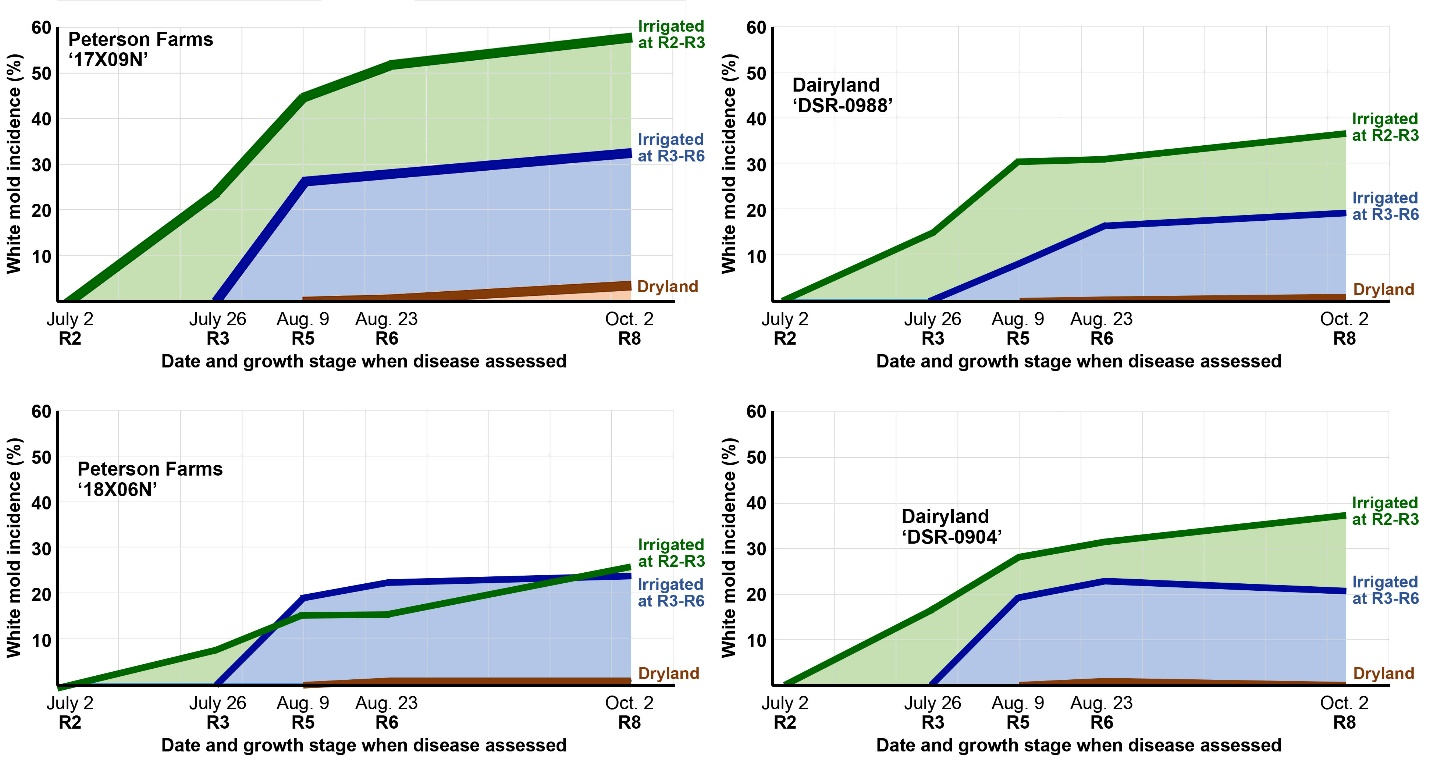 60
50
40
30
20
10
White mold incidence (%)
Peterson Farms
‘17X09N’
Irrigated
at R2-R3
Irrigated
at R3-R6
Dryland
July 2 July 26 Aug. 9 Aug. 23 Oct. 2
R2 R3 R5 R6 R8
Date and growth stage when disease assessed
60
50
40
30
20
10
White mold incidence (%)
Dairyland
‘DSR-0988’
Irrigated
at R2-R3
Irrigated
at R3-R6
Dryland
July 2 July 26 Aug. 9 Aug. 23 Oct. 2
R2 R3 R5 R6 R8
Date and growth stage when disease assessed
60
50
40
30
20
10
White mold incidence (%)
Peterson Farms
‘18X06N’
Irrigated
at R2-R3
Irrigated
at R3-R6
Dryland
July 2 July 26 Aug. 9 Aug. 23 Oct. 2
R2 R3 R5 R6 R8
Date and growth stage when disease assessed
60
50
40
30
20
10
White mold incidence (%)
Dairyland
‘DSR-0904’
Irrigated
at R2-R3
Irrigated
at R3-R6
Dryland
July 2 July 26 Aug. 9 Aug. 23 Oct. 2
R2 R3 R5 R6 R8
Date and growth stage when disease assessed